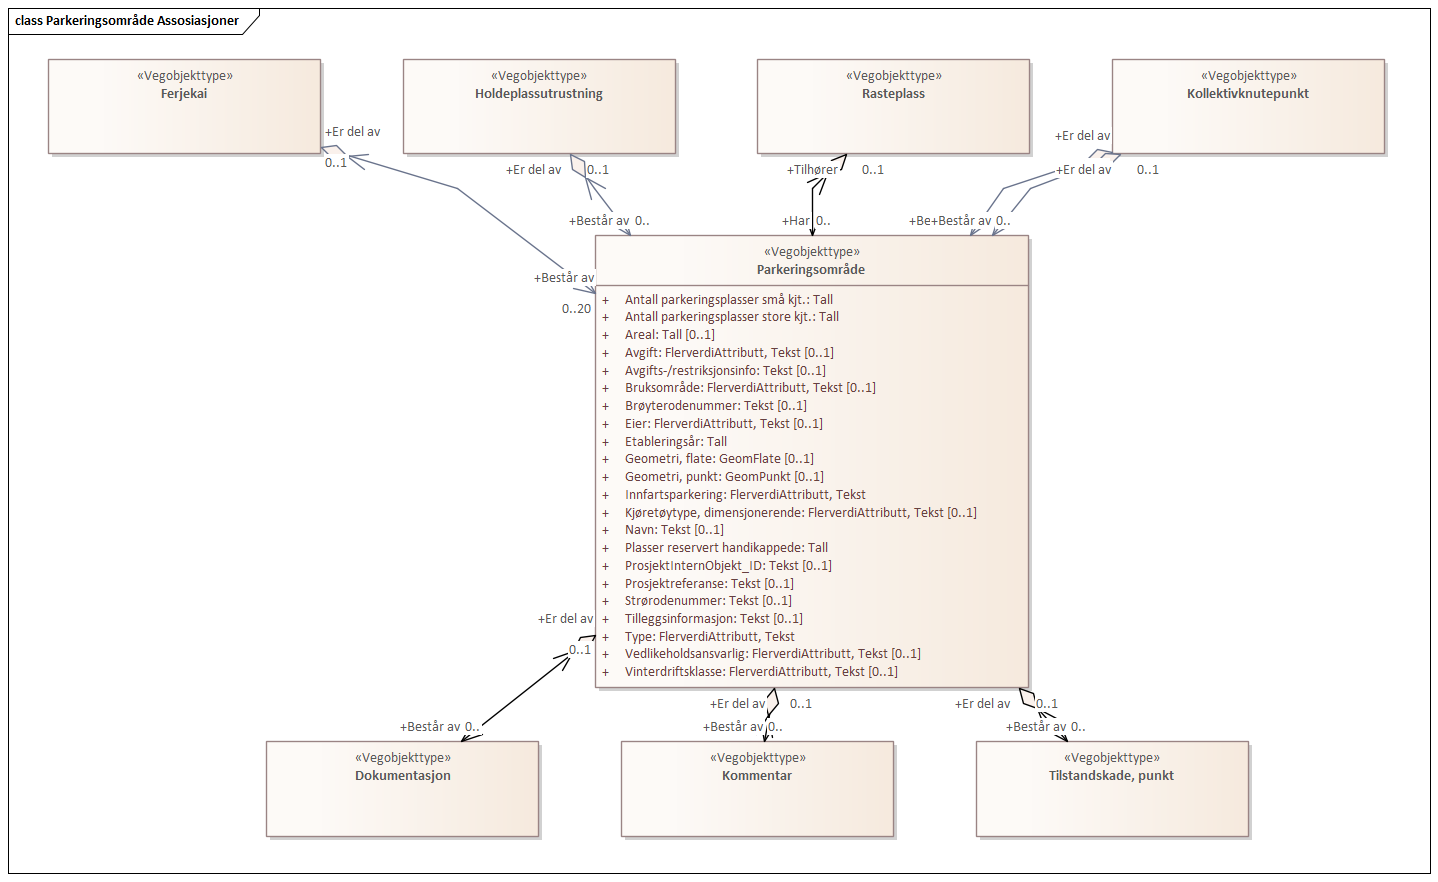 class Parkeringsområde Assosiasjoner
«Vegobjekttype»
Ferjekai
«Vegobjekttype»
Holdeplassutrustning
«Vegobjekttype»
Rasteplass
«Vegobjekttype»
Kollektivknutepunkt
+Er del av
0..1
+Er del av
0..1
+Tilhører
0..1
+Er del av
+Er del av
0..1
+Består av
0..
+Har
0..
+Be+Består av
0..
+Består av
0..20
«Vegobjekttype»
Parkeringsområde
+ Antall parkeringsplasser små kjt.: Tall
+ Antall parkeringsplasser store kjt.: Tall
+ Areal: Tall [0..1]
+ Avgift: FlerverdiAttributt, Tekst [0..1]
+ Avgifts-/restriksjonsinfo: Tekst [0..1]
+ Bruksområde: FlerverdiAttributt, Tekst [0..1]
+ Brøyterodenummer: Tekst [0..1]
+ Eier: FlerverdiAttributt, Tekst [0..1]
+ Etableringsår: Tall
+ Geometri, flate: GeomFlate [0..1]
+ Geometri, punkt: GeomPunkt [0..1]
+ Innfartsparkering: FlerverdiAttributt, Tekst
+ Kjøretøytype, dimensjonerende: FlerverdiAttributt, Tekst [0..1]
+ Navn: Tekst [0..1]
+ Plasser reservert handikappede: Tall
+ ProsjektInternObjekt_ID: Tekst [0..1]
+ Prosjektreferanse: Tekst [0..1]
+ Strørodenummer: Tekst [0..1]
+ Tilleggsinformasjon: Tekst [0..1]
+ Type: FlerverdiAttributt, Tekst
+ Vedlikeholdsansvarlig: FlerverdiAttributt, Tekst [0..1]
+ Vinterdriftsklasse: FlerverdiAttributt, Tekst [0..1]
+Er del av
0..1
+Er del av
0..1
+Er del av
0..1
+Består av
0..
+Består av
0..
+Består av
0..
«Vegobjekttype»
Dokumentasjon
«Vegobjekttype»
Kommentar
«Vegobjekttype»
Tilstandskade, punkt